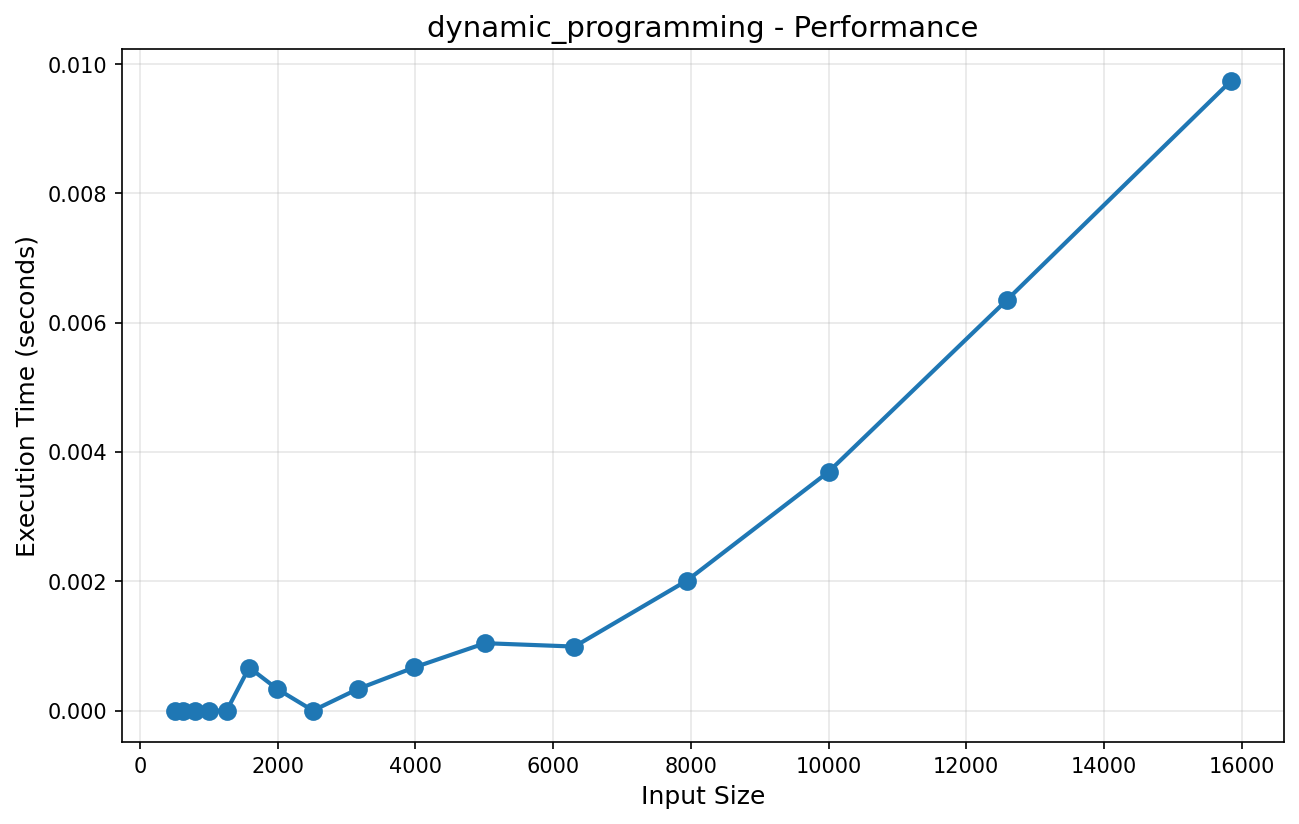 dynamic_programming - Performance
Execution Time (seconds)
0.010
0.008
0.006
0.004
0.002
0.000
0 2000 4000 6000 8000 10000 12000 14000 16000
Input Size